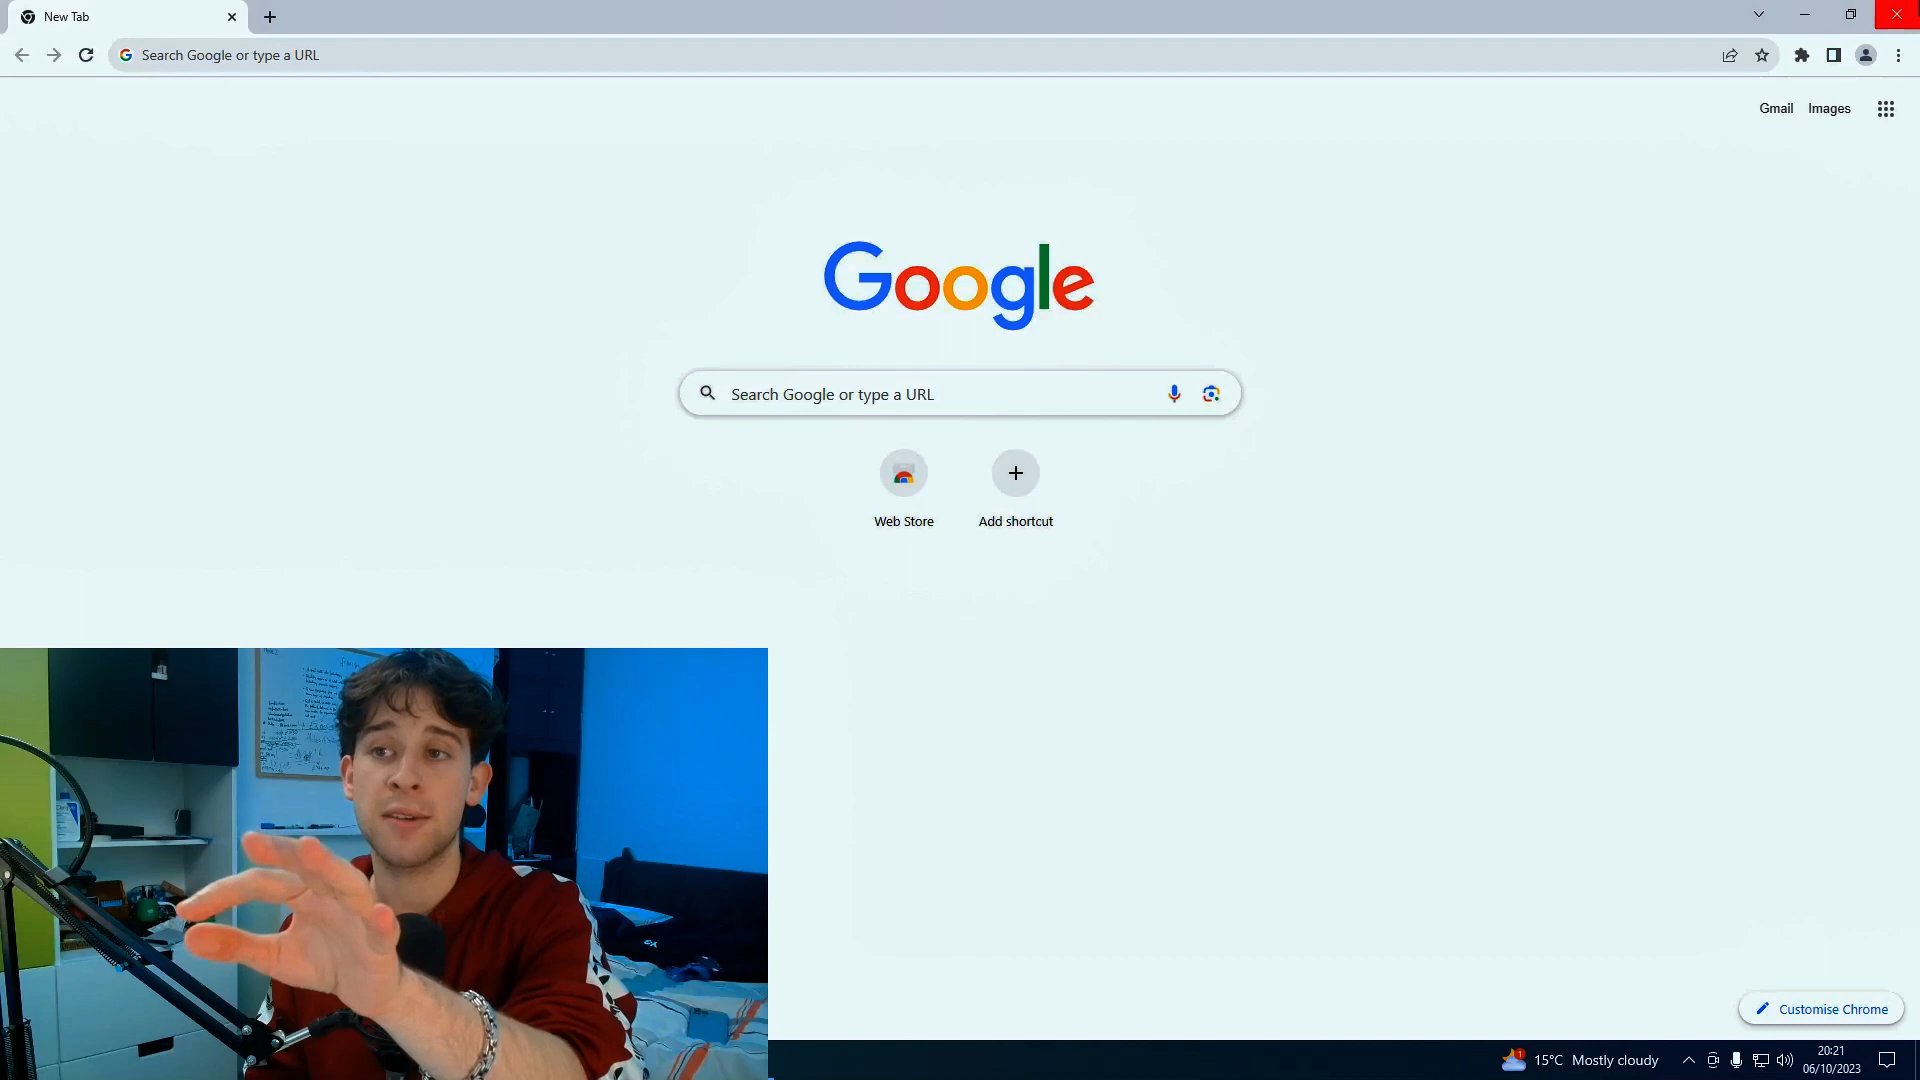 New Tab
Search Google or type a URL
Gmail Images
Google
Search Google or type a URL
Web Store
Add shortcut
Customise Chrome
1
15°C Mostly cloudy
20:21
06/10/2023